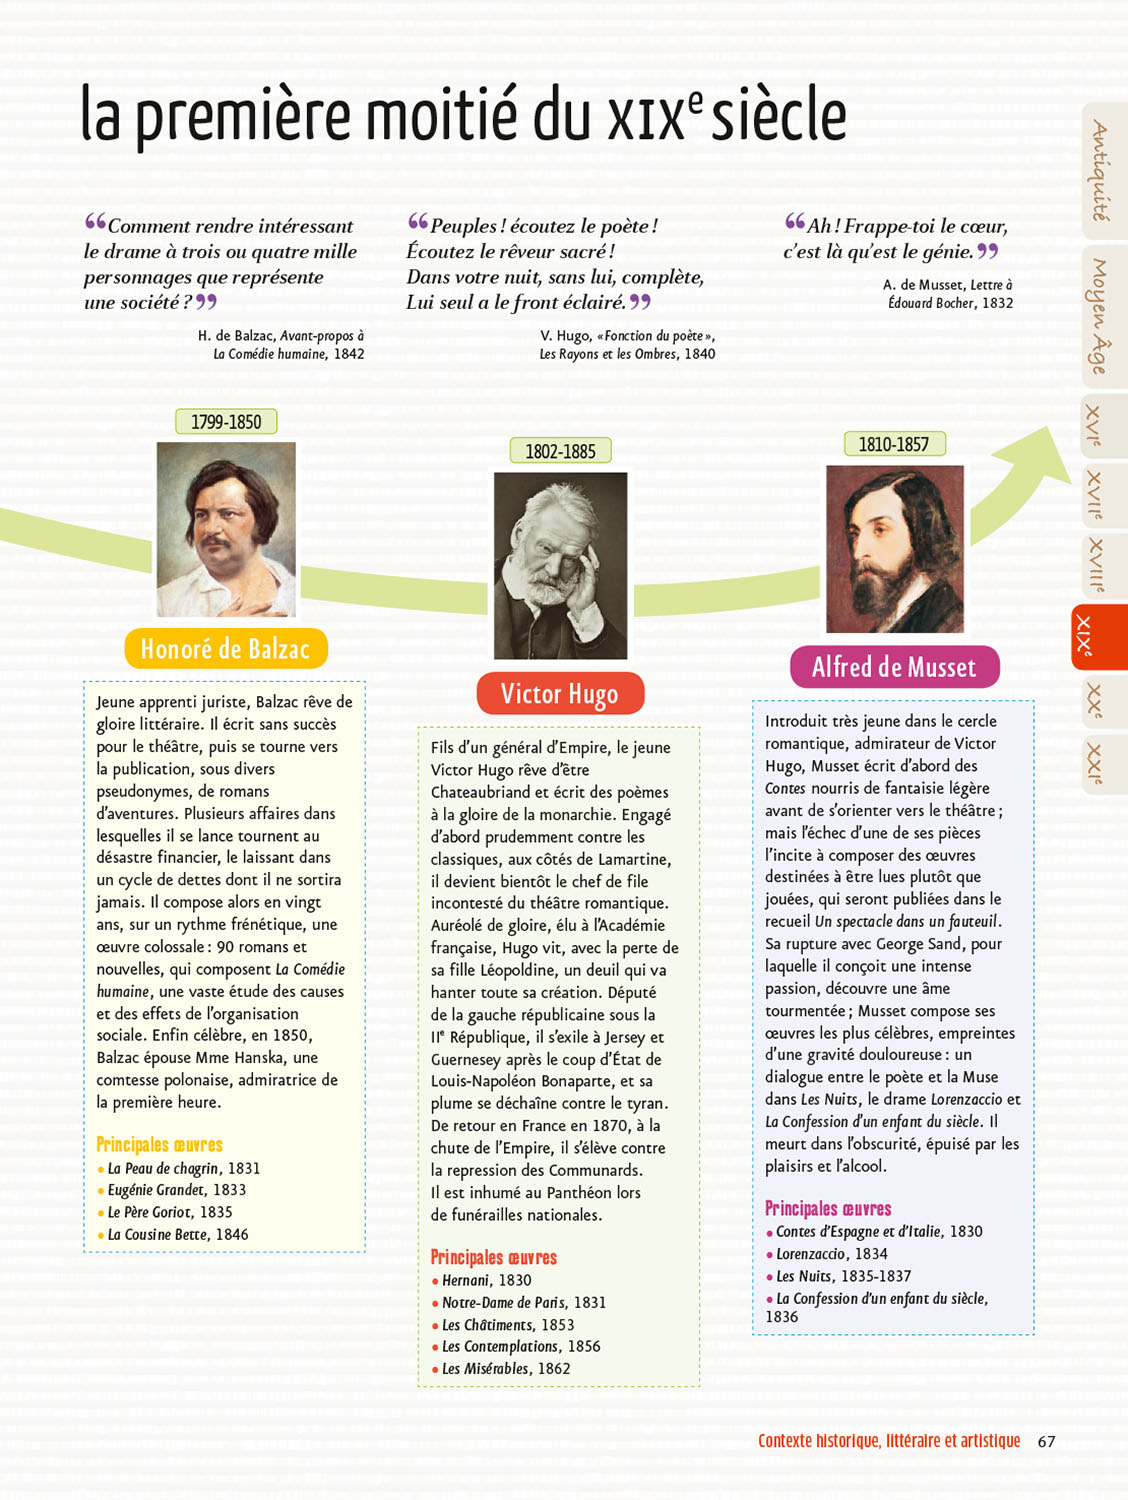 la première moitié du XIXe siècle
“Comment rendre intéressant
le drame à trois ou quatre mille
personnages que représente
une société ?”
H. de Balzac, Avant-propos à
La Comédie humaine, 1842
“Peuples ! écoutez le poète !
Écoutez le rêveur sacré !
Dans votre nuit, sans lui, complète,
Lui seul a le front éclairé.”
V. Hugo, « Fonction du poète »,
Les Rayons et les Ombres, 1840
“Ah ! Frappe-toi le cœur,
c’est là qu’est le génie.”
A. de Musset, Lettre à
Édouard Bocher, 1832
1799-1850
Honoré de Balzac
Jeune apprenti juriste, Balzac rêve de
gloire littéraire. Il écrit sans succès
pour le théâtre, puis se tourne vers
la publication, sous divers
pseudonymes, de romans
d’aventures. Plusieurs affaires dans
lesquelles il se lance tournent au
désastre financier, le laissant dans
un cycle de dettes dont il ne sortira
jamais. Il compose alors en vingt
ans, sur un rythme frénétique, une
œuvre colossale : 90 romans et
nouvelles, qui composent La Comédie
humaine, une vaste étude des causes
et des effets de l’organisation
sociale. Enfin célèbre, en 1850,
Balzac épouse Mme Hanska, une
comtesse polonaise, admiratrice de
la première heure.
Principales œuvres
• La Peau de chagrin, 1831
• Eugénie Grandet, 1833
• Le Père Goriot, 1835
• La Cousine Bette, 1846
1802-1885
Victor Hugo
Fils d’un général d’Empire, le jeune
Victor Hugo rêve d’être
Chateaubriand et écrit des poèmes
à la gloire de la monarchie. Engagé
d’abord prudemment contre les
classiques, aux côtés de Lamartine,
il devient bientôt le chef de file
incontesté du théâtre romantique.
Auréolé de gloire, élu à l’Académie
française, Hugo vit, avec la perte de
sa fille Léopoldine, un deuil qui va
hanter toute sa création. Député
de la gauche républicaine sous la
IIe République, il s’exile à Jersey et
Guernesey après le coup d’État de
Louis-Napoléon Bonaparte, et sa
plume se déchaîne contre le tyran.
De retour en France en 1870, à la
chute de l’Empire, il s’élève contre
la repression des Communards.
Il est inhumé au Panthéon lors
de funérailles nationales.
Principales œuvres
• Hernani, 1830
• Notre-Dame de Paris, 1831
• Les Châtiments, 1853
• Les Contemplations, 1856
• Les Misérables, 1862
1810-1857
Alfred de Musset
Introduit très jeune dans le cercle
romantique, admirateur de Victor
Hugo, Musset écrit d’abord des
Contes nourris de fantaisie légère
avant de s’orienter vers le théâtre ;
mais l’échec d’une de ses pièces
l’incite à composer des œuvres
destinées à être lues plutôt que
jouées, qui seront publiées dans le
recueil Un spectacle dans un fauteuil.
Sa rupture avec George Sand, pour
laquelle il conçoit une intense
passion, découvre une âme
tourmentée ; Musset compose ses
œuvres les plus célèbres, empreintes
d’une gravité douloureuse : un
dialogue entre le poète et la Muse
dans Les Nuits, le drame Lorenzaccio et
La Confession d’un enfant du siècle. Il
meurt dans l’obscurité, épuisé par les
plaisirs et l’alcool.
Principales œuvres
• Contes d’Espagne et d’Italie, 1830
• Lorenzaccio, 1834
• Les Nuits, 1835-1837
• La Confession d’un enfant du siècle,
1836
Antiquité
Moyen Âge
XVIe
XVIIe
XVIIIe
XIXe
XXe
XXIe
Contexte historique, littéraire et artistique 67